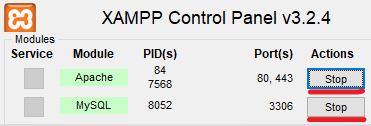 XAMPP Control Panel v3.2.4
Modules
Service Module PID(s) Port(s) Actions
Apache 84 7568 80, 443 Stop
MySQL 8052 3306 Stop